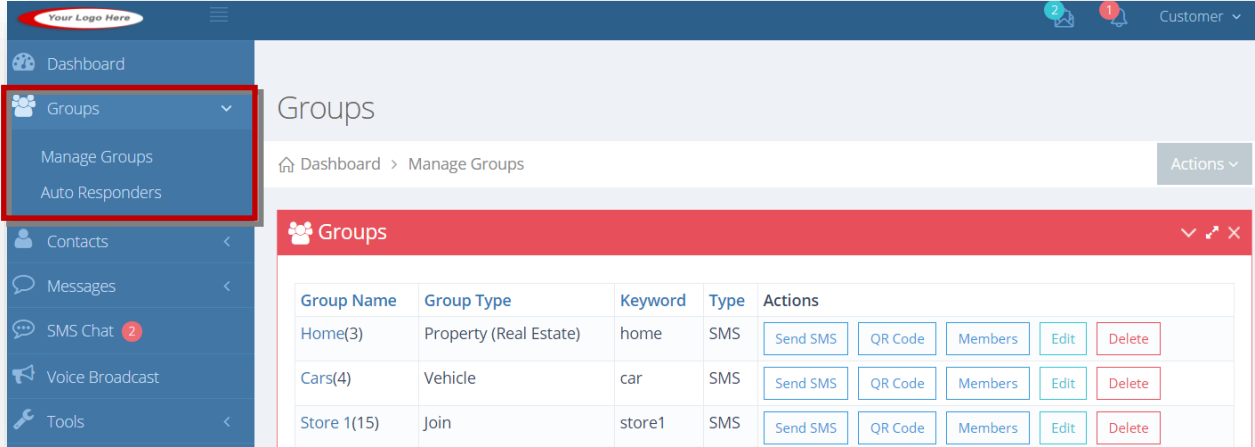 Your Logo Here
2
1
Customer
Dashboard
Groups
Manage Groups
Auto Responders
Contacts
Messages
SMS Chat 2
Voice Broadcast
Tools
Groups
Dashboard > Manage Groups
Actions
Groups
Group Name Group Type Keyword Type Actions
Home(3) Property (Real Estate) home SMS Send SMS QR Code Members Edit Delete
Cars(4) Vehicle car SMS Send SMS QR Code Members Edit Delete
Store 1(15) Join store1 SMS Send SMS QR Code Members Edit Delete